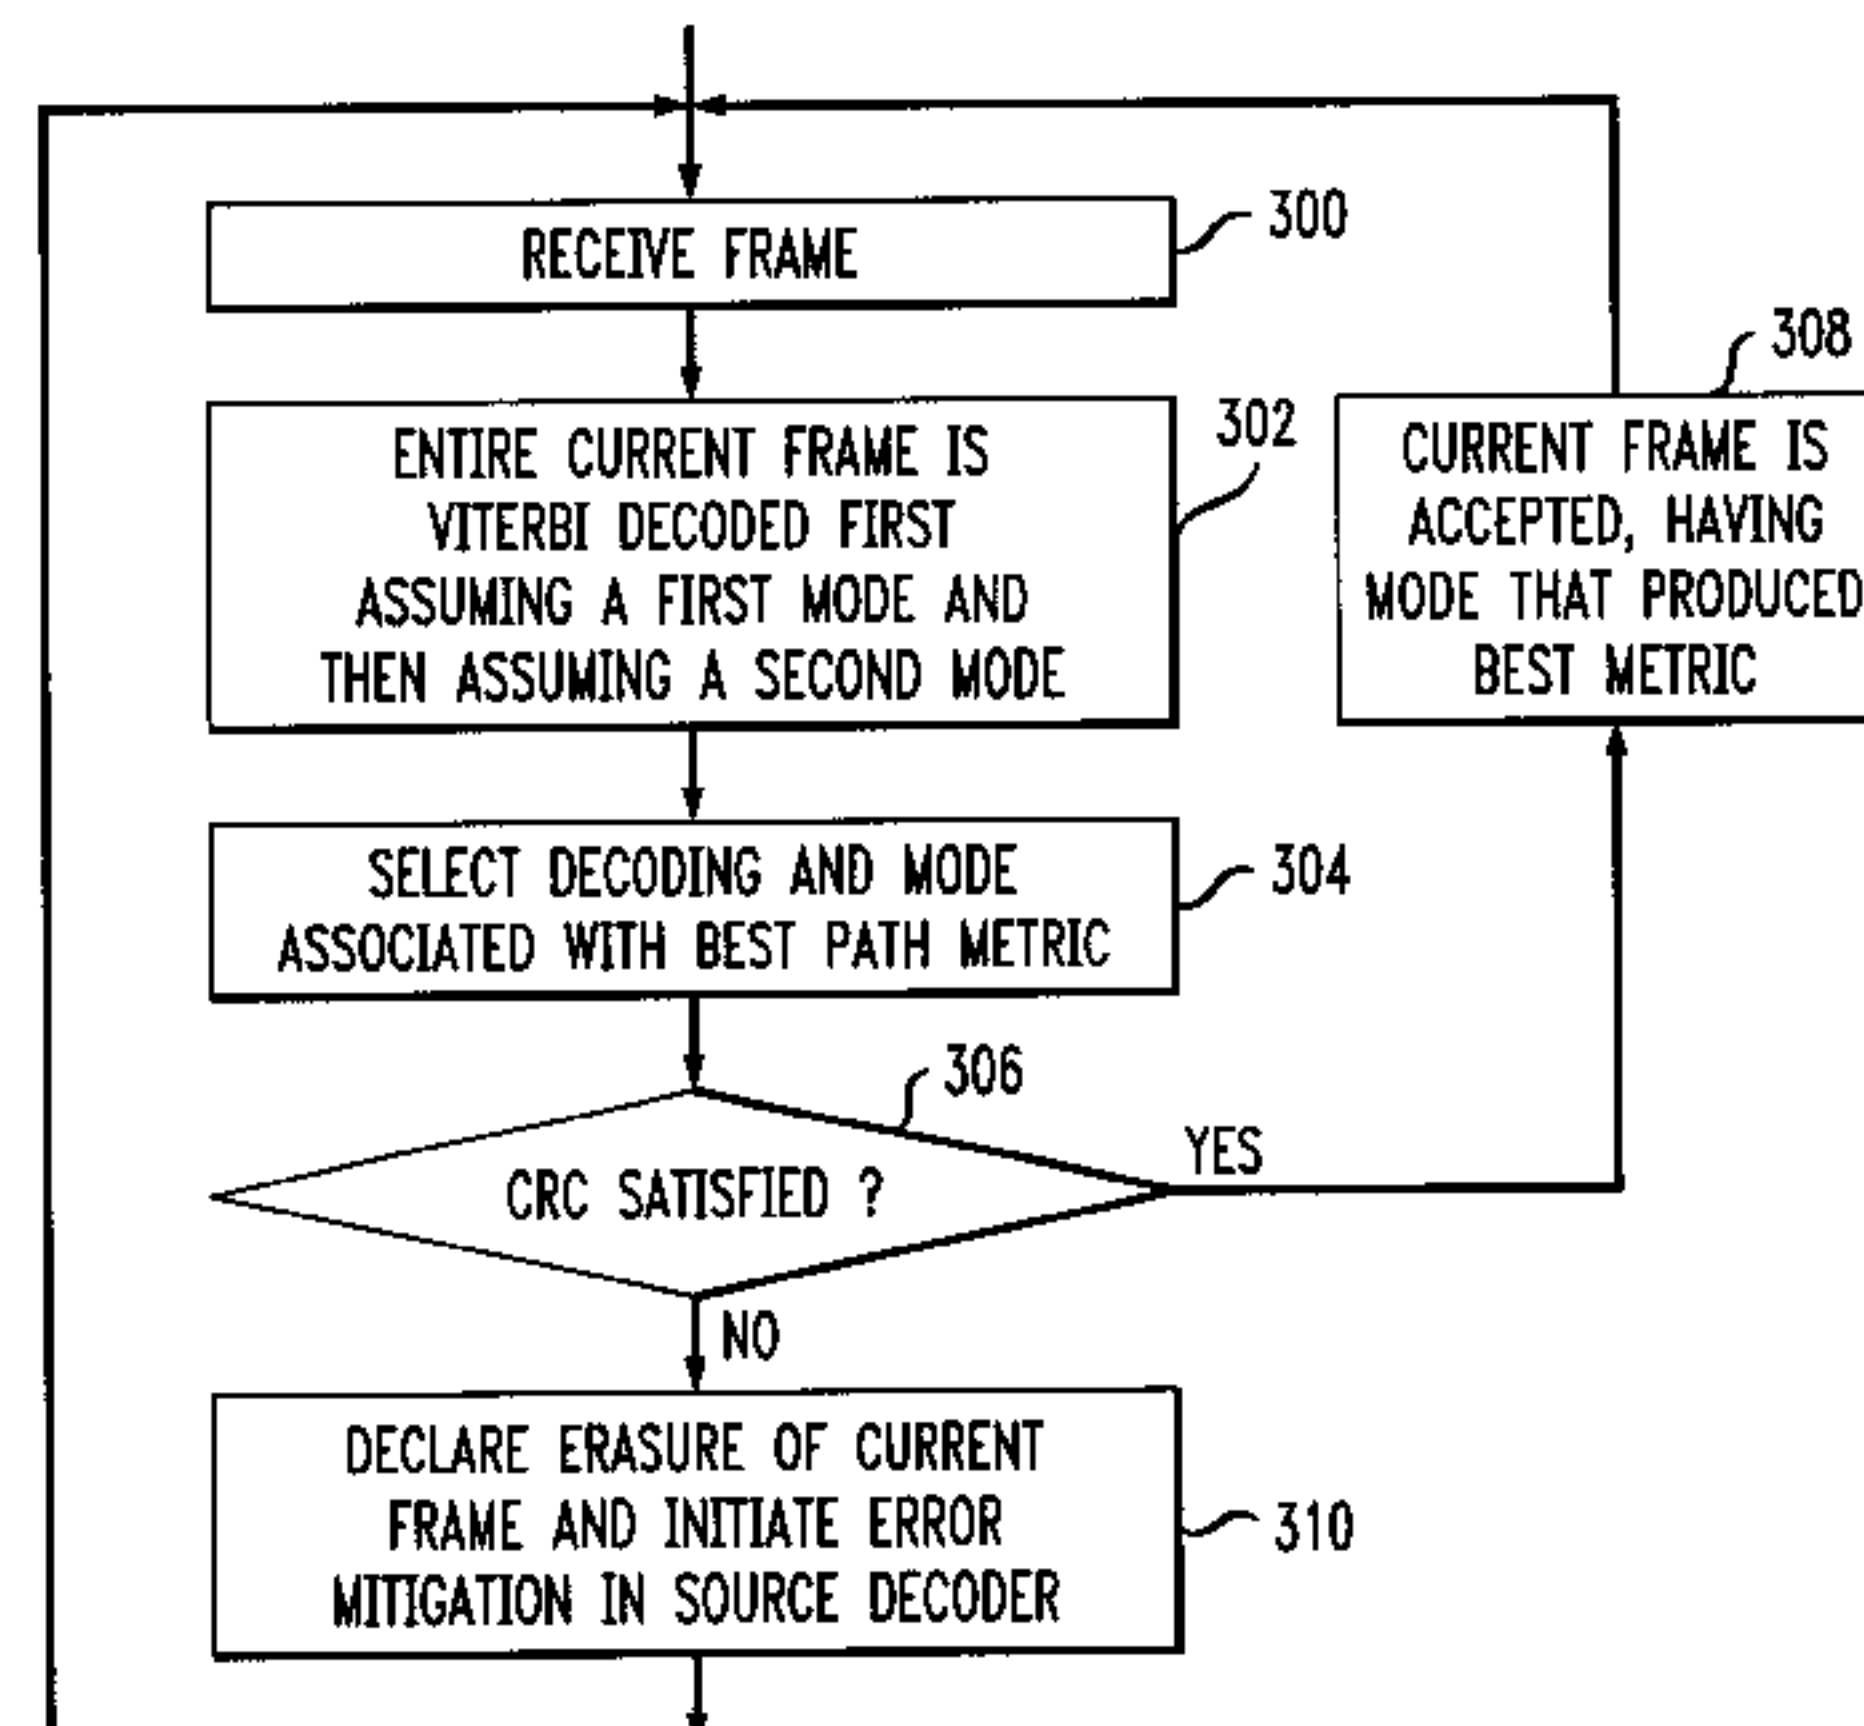 RECEIVE FRAME
300
ENTIRE CURRENT FRAME IS
VITERBI DECODED FIRST
ASSUMING A FIRST MODE AND
THEN ASSUMING A SECOND MODE
302
308
CURRENT FRAME IS
ACCEPTED, HAVING
MODE THAT PRODUCED
BEST METRIC
SELECT DECODING AND MODE
ASSOCIATED WITH BEST PATH METRIC
304
306
CRC SATISFIED ?
YES
NO
DECLARE ERASURE OF CURRENT
FRAME AND INITIATE ERROR
MITIGATION IN SOURCE DECODER
310